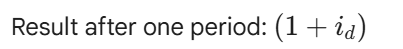 Result after one period: (1 + i_d)